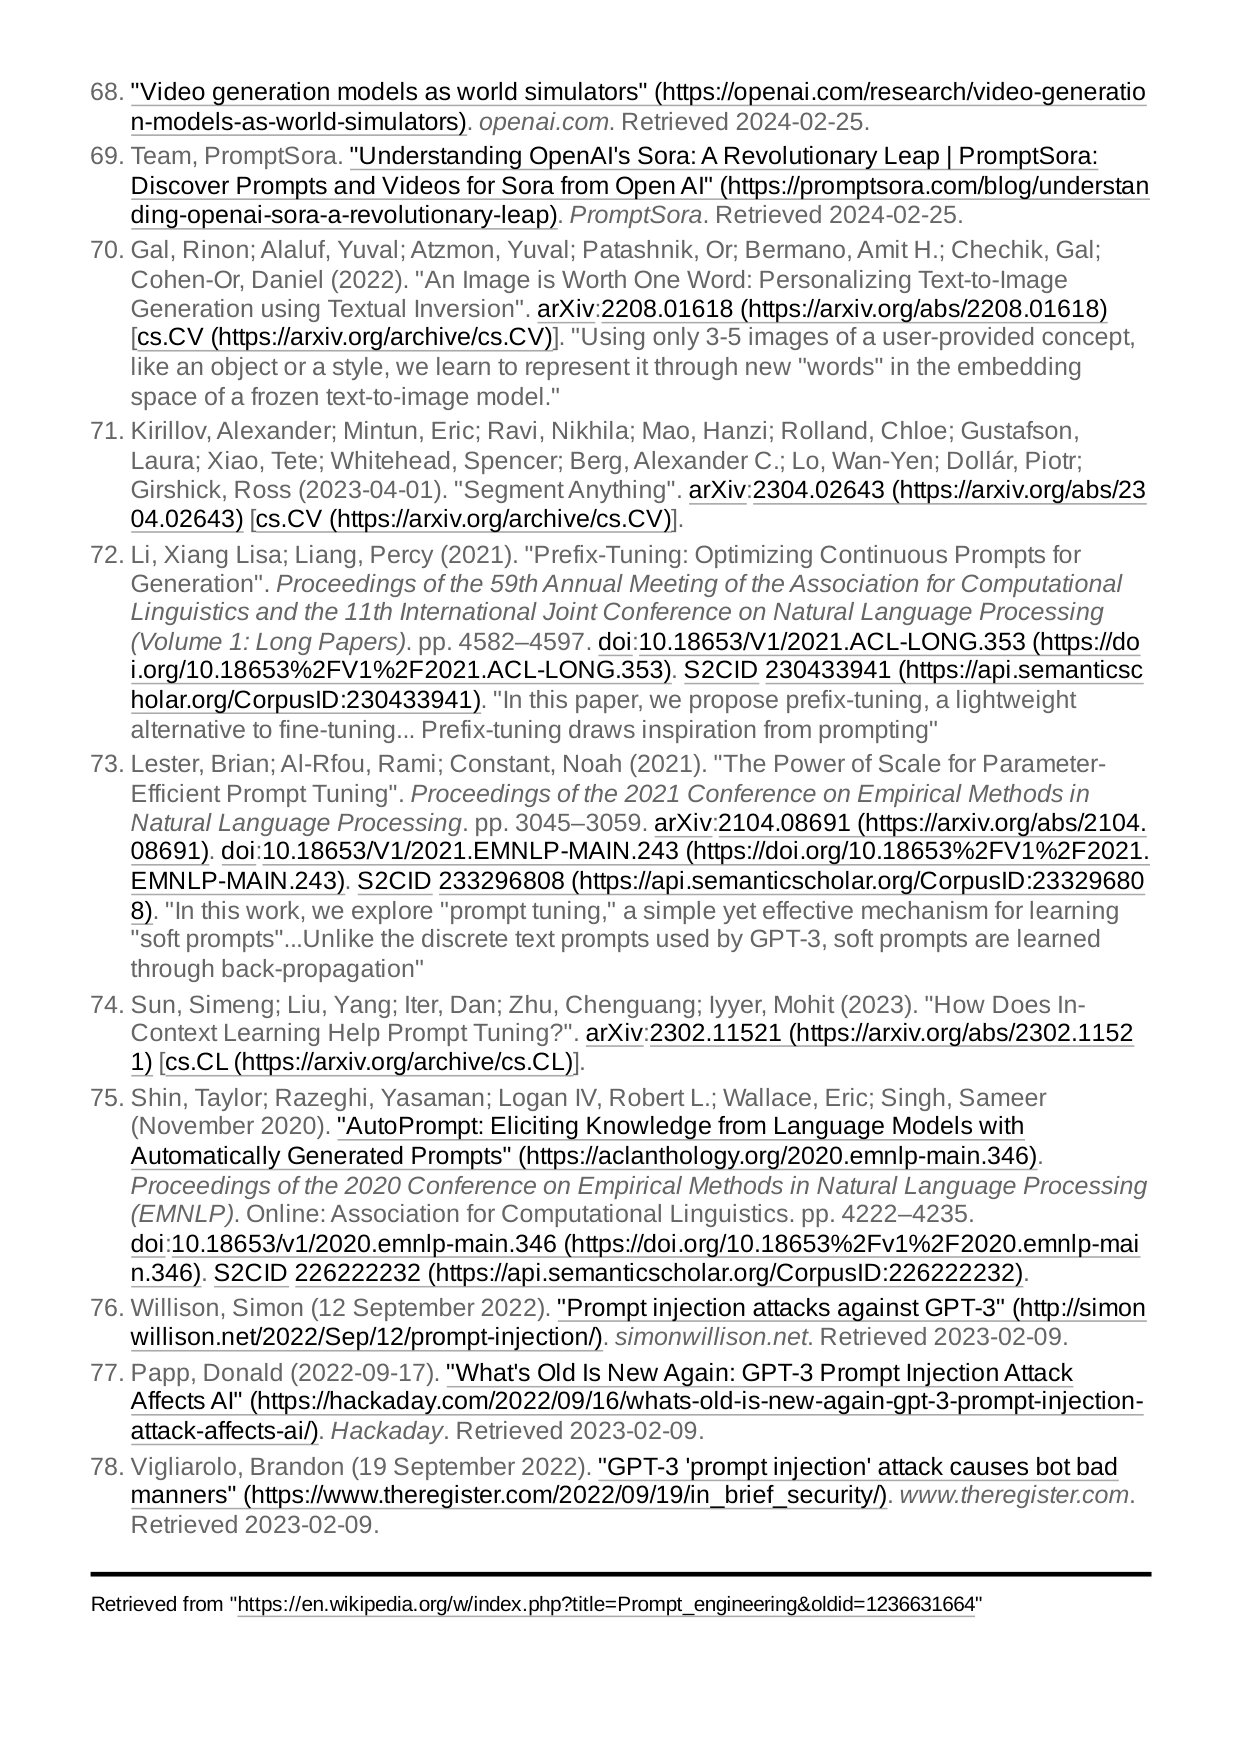 68. "Video generation models as world simulators" (https://openai.com/research/video-generatio
n-models-as-world-simulators). openai.com. Retrieved 2024-02-25.
69. Team, PromptSora. "Understanding OpenAI's Sora: A Revolutionary Leap | PromptSora:
Discover Prompts and Videos for Sora from Open AI" (https://promptsora.com/blog/understan
ding-openai-sora-a-revolutionary-leap). PromptSora. Retrieved 2024-02-25.
70. Gal, Rinon; Alaluf, Yuval; Atzmon, Yuval; Patashnik, Or; Bermano, Amit H.; Chechik, Gal;
Cohen-Or, Daniel (2022). "An Image is Worth One Word: Personalizing Text-to-Image
Generation using Textual Inversion". arXiv:2208.01618 (https://arxiv.org/abs/2208.01618)
[cs.CV (https://arxiv.org/archive/cs.CV)]. "Using only 3-5 images of a user-provided concept,
like an object or a style, we learn to represent it through new "words" in the embedding
space of a frozen text-to-image model."
71. Kirillov, Alexander; Mintun, Eric; Ravi, Nikhila; Mao, Hanzi; Rolland, Chloe; Gustafson,
Laura; Xiao, Tete; Whitehead, Spencer; Berg, Alexander C.; Lo, Wan-Yen; Dollár, Piotr;
Girshick, Ross (2023-04-01). "Segment Anything". arXiv:2304.02643 (https://arxiv.org/abs/23
04.02643) [cs.CV (https://arxiv.org/archive/cs.CV)].
72. Li, Xiang Lisa; Liang, Percy (2021). "Prefix-Tuning: Optimizing Continuous Prompts for
Generation". Proceedings of the 59th Annual Meeting of the Association for Computational
Linguistics and the 11th International Joint Conference on Natural Language Processing
(Volume 1: Long Papers). pp. 4582–4597. doi:10.18653/V1/2021.ACL-LONG.353 (https://do
i.org/10.18653%2FV1%2F2021.ACL-LONG.353). S2CID 230433941 (https://api.semanticsc
holar.org/CorpusID:230433941). "In this paper, we propose prefix-tuning, a lightweight
alternative to fine-tuning... Prefix-tuning draws inspiration from prompting"
73. Lester, Brian; Al-Rfou, Rami; Constant, Noah (2021). "The Power of Scale for Parameter-
Efficient Prompt Tuning". Proceedings of the 2021 Conference on Empirical Methods in
Natural Language Processing. pp. 3045–3059. arXiv:2104.08691 (https://arxiv.org/abs/2104.
08691). doi:10.18653/V1/2021.EMNLP-MAIN.243 (https://doi.org/10.18653%2FV1%2F2021.
EMNLP-MAIN.243). S2CID 233296808 (https://api.semanticscholar.org/CorpusID:23329680
8). "In this work, we explore "prompt tuning," a simple yet effective mechanism for learning
"soft prompts"...Unlike the discrete text prompts used by GPT-3, soft prompts are learned
through back-propagation"
74. Sun, Simeng; Liu, Yang; Iter, Dan; Zhu, Chenguang; Iyyer, Mohit (2023). "How Does In-
Context Learning Help Prompt Tuning?". arXiv:2302.11521 (https://arxiv.org/abs/2302.1152
1) [cs.CL (https://arxiv.org/archive/cs.CL)].
75. Shin, Taylor; Razeghi, Yasaman; Logan IV, Robert L.; Wallace, Eric; Singh, Sameer
(November 2020). "AutoPrompt: Eliciting Knowledge from Language Models with
Automatically Generated Prompts" (https://aclanthology.org/2020.emnlp-main.346).
Proceedings of the 2020 Conference on Empirical Methods in Natural Language Processing
(EMNLP). Online: Association for Computational Linguistics. pp. 4222–4235.
doi:10.18653/v1/2020.emnlp-main.346 (https://doi.org/10.18653%2Fv1%2F2020.emnlp-mai
n.346). S2CID 226222232 (https://api.semanticscholar.org/CorpusID:226222232).
76. Willison, Simon (12 September 2022). "Prompt injection attacks against GPT-3" (http://simon
willison.net/2022/Sep/12/prompt-injection/). simonwillison.net. Retrieved 2023-02-09.
77. Papp, Donald (2022-09-17). "What's Old Is New Again: GPT-3 Prompt Injection Attack
Affects AI" (https://hackaday.com/2022/09/16/whats-old-is-new-again-gpt-3-prompt-injection-
attack-affects-ai/). Hackaday. Retrieved 2023-02-09.
78. Vigliarolo, Brandon (19 September 2022). "GPT-3 'prompt injection' attack causes bot bad
manners" (https://www.theregister.com/2022/09/19/in_brief_security/). www.theregister.com.
Retrieved 2023-02-09.
Retrieved from "https://en.wikipedia.org/w/index.php?title=Prompt_engineering&oldid=1236631664"